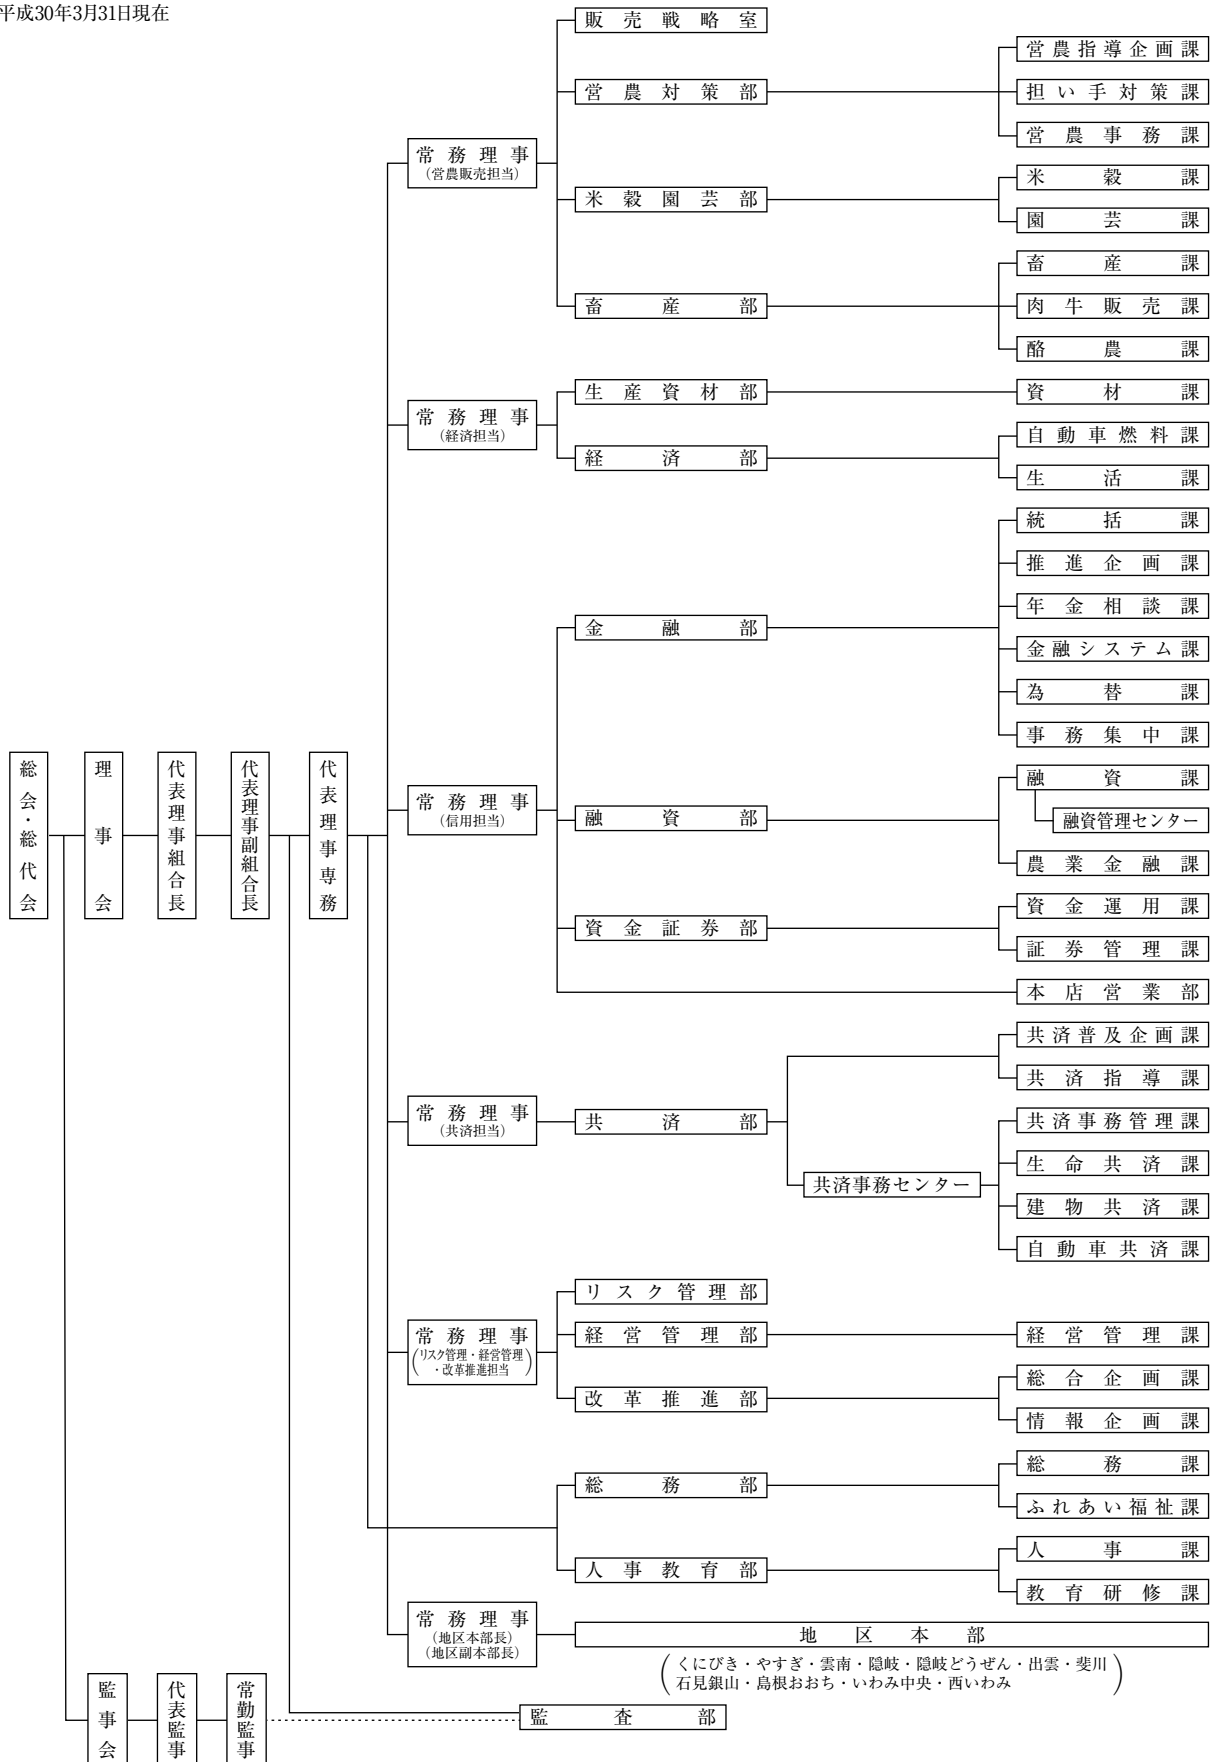 平成30年3月31日現在
販売戦略室
営農対策部
営農指導企画課
担い手対策課
営農事務課
常務理事
（営農販売担当）
米穀園芸部
米穀課
園芸課
畜産部
畜産課
肉牛販売課
酪農課
常務理事
（経済担当）
生産資材部
資材課
経済部
自動車燃料課
生活課
金融部
統括課
推進企画課
年金相談課
金融システム課
為替課
事務集中課
総会・総代会
理事会
代表理事組合長
代表理事副組合長
代表理事専務
常務理事
（信用担当）
融資部
融資課
融資管理センター
農業金融課
資金証券部
資金運用課
証券管理課
本店営業部
常務理事
（共済担当）
共済部
共済普及企画課
共済指導課
共済事務センター
共済事務管理課
生命共済課
建物共済課
自動車共済課
常務理事
（リスク管理・経営管理
・改革推進担当）
リスク管理部
経営管理部
経営管理課
改革推進部
総合企画課
情報企画課
総務部
総務課
ふれあい福祉課
人事教育部
人事課
教育研修課
常務理事
（地区本部長）
（地区副本部長）
地区本部
（くにびき・やすぎ・雲南・隠岐・隠岐どうぜん・出雲・斐川
石見銀山・島根おおち・いわみ中央・西いわみ）
監事会
代表監事
常勤監事
監査部